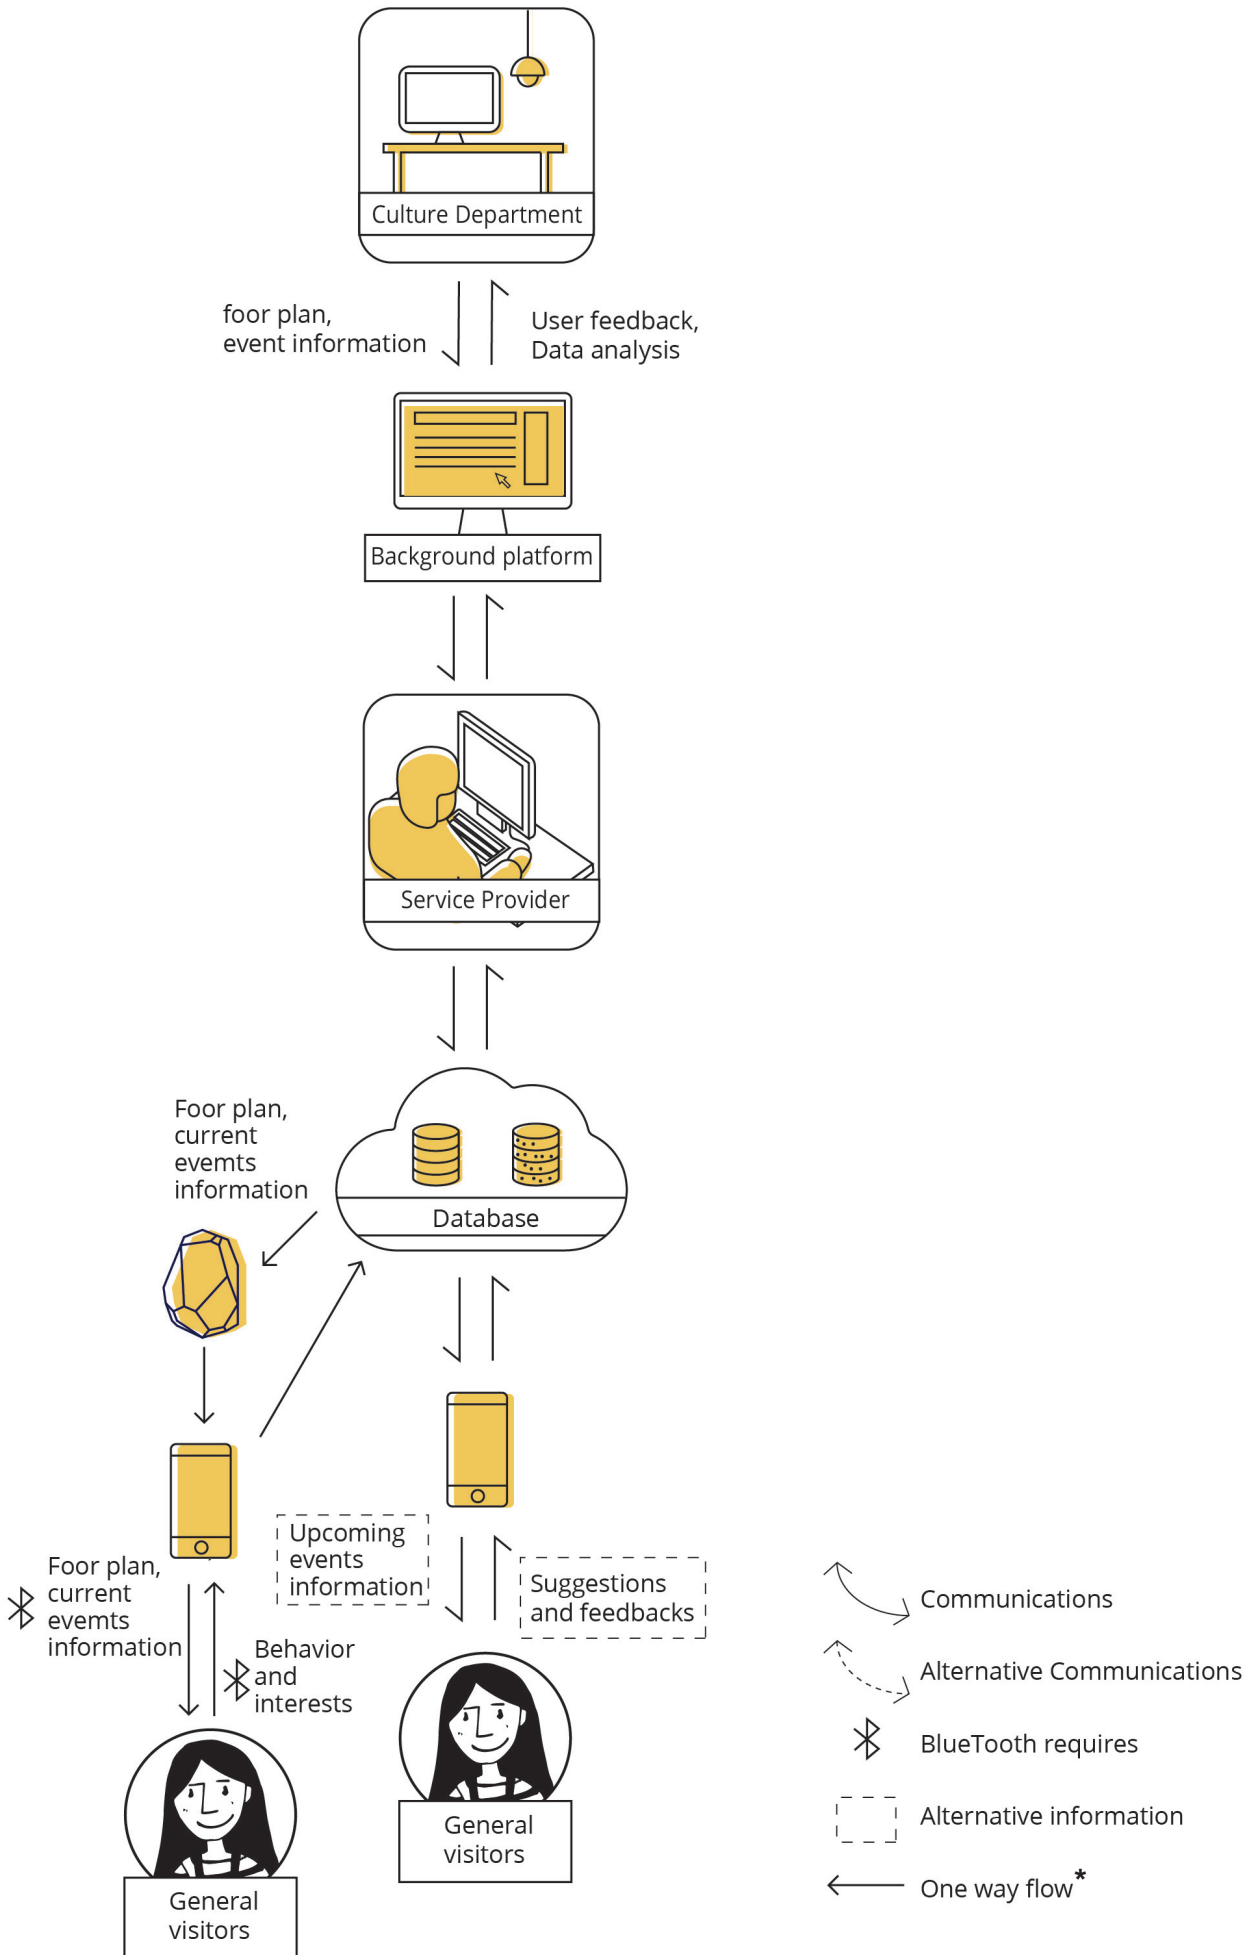 Culture Department
foor plan,
event information
User feedback,
Data analysis
Background platform
Service Provider
Foor plan,
current
evemts
information
Database
Upcoming
events
information
Suggestions
and feedbacks
Foor plan,
current
evemts
information
Behavior
and
interests
General
visitors
General
visitors
Communications
Alternative Communications
BlueTooth requires
Alternative information
One way flow*